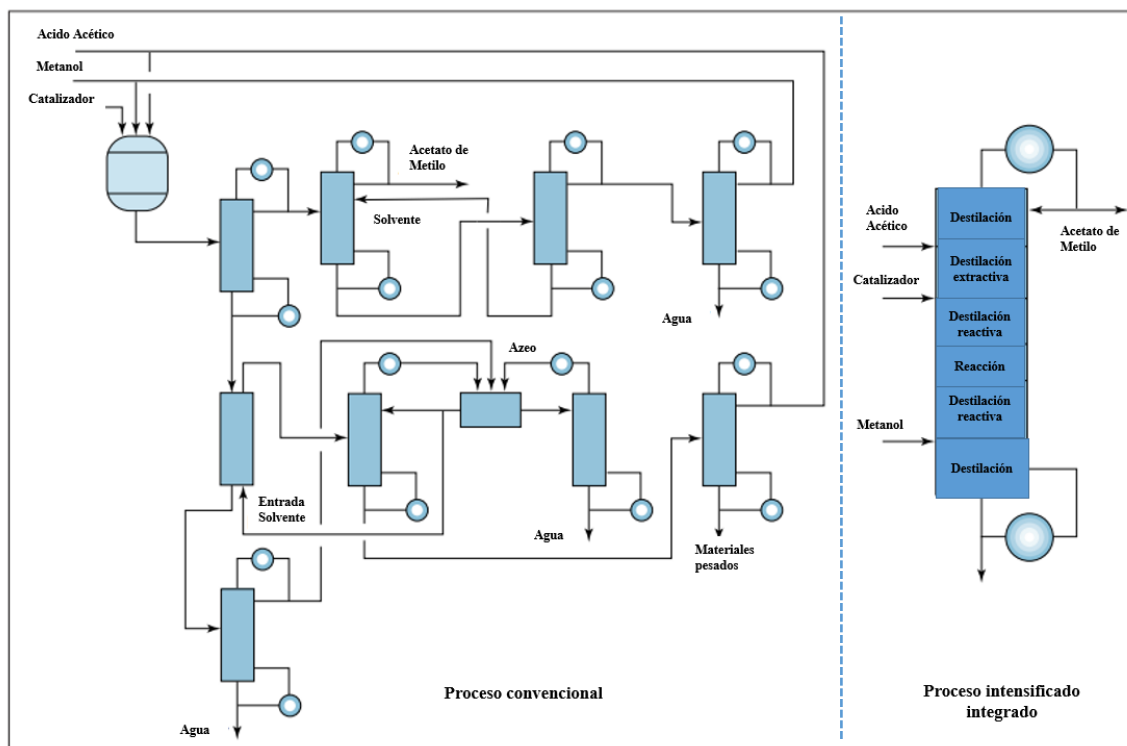 Acido Acético
Metanol
Catalizador
Acetato de
Metilo
Solvente
Agua
Azeo
Entrada
Solvente
Agua
Materiales
pesados
Agua
Proceso convencional
Acido
Acético
Catalizador
Metanol
Destilación
Destilación
extractiva
Destilación
reactiva
Reacción
Destilación
reactiva
Destilación
Acetato de
Metilo
Proceso intensificado
integrado